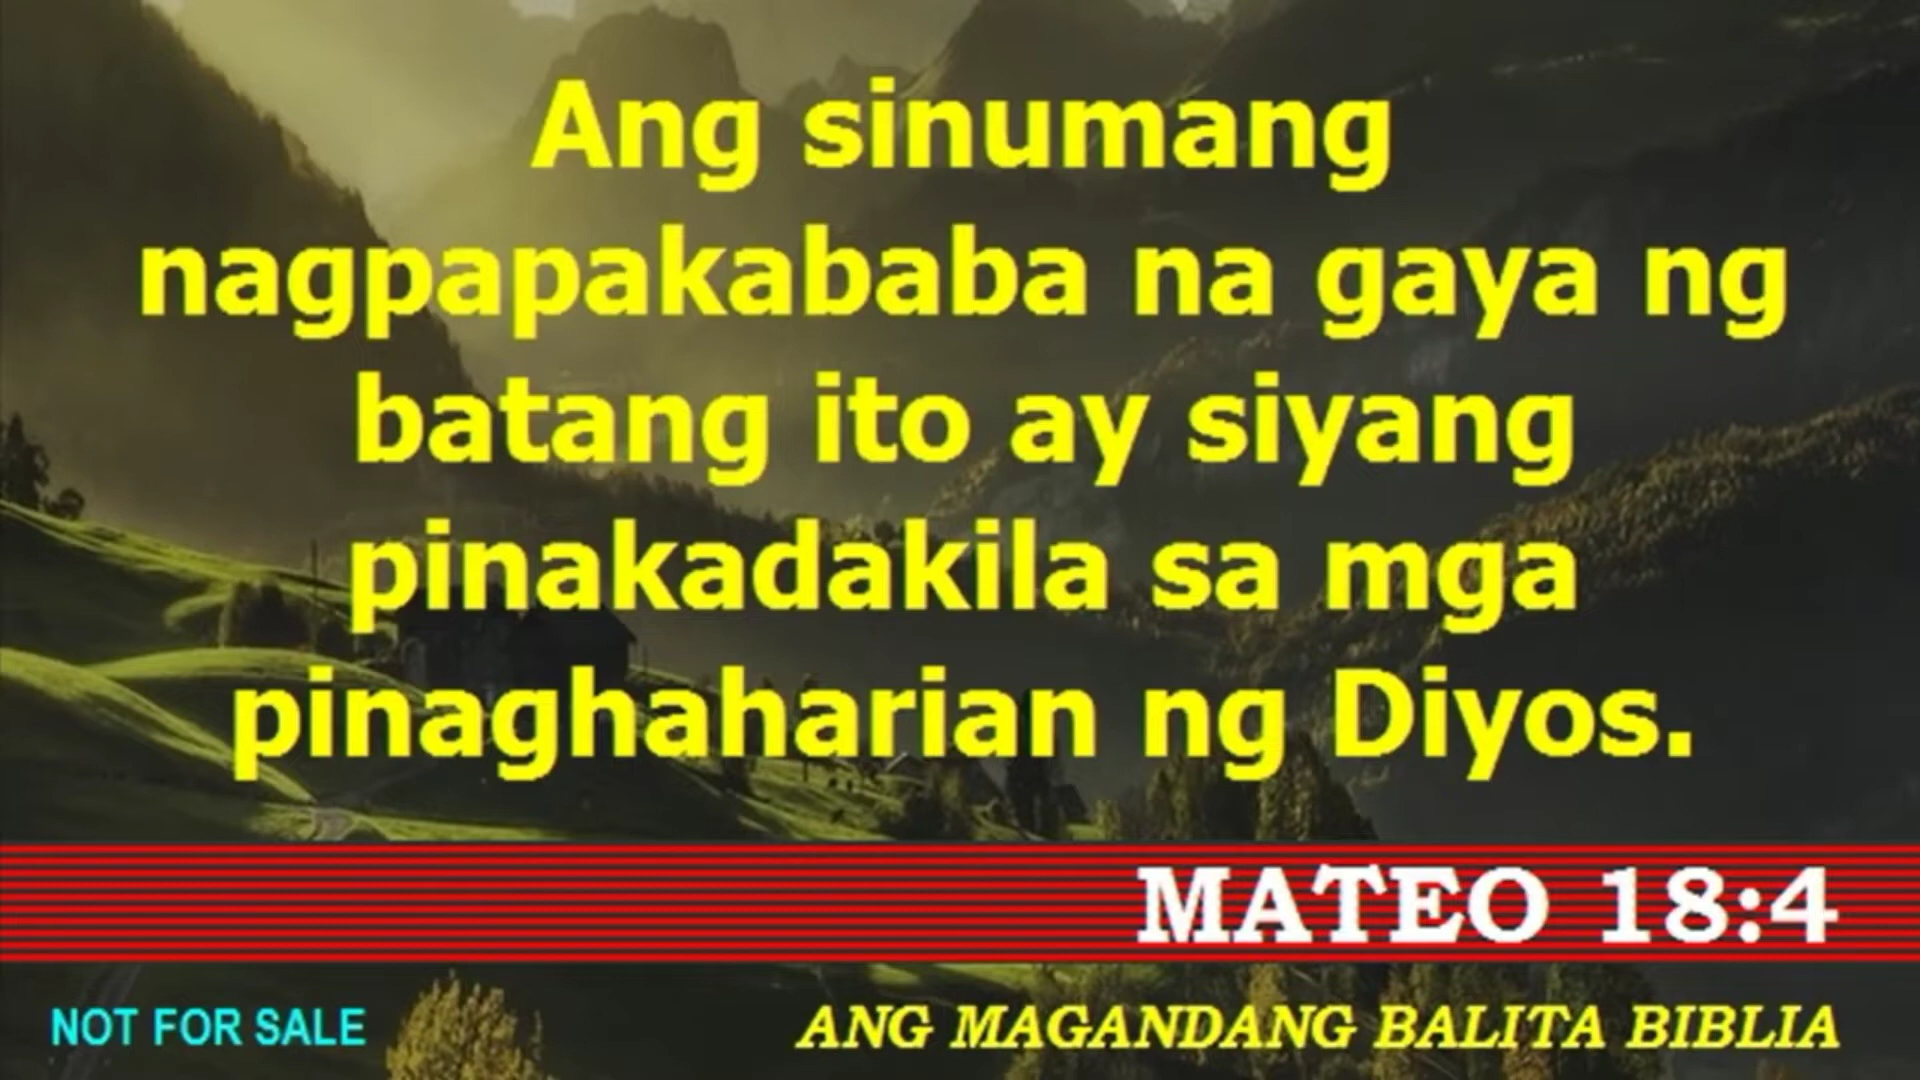 Ang sinumang
nagpapakababa na gaya ng
batang ito ay siyang
pinakadakila sa mga
pinaghaharian ng Diyos.
MATEO 18:4
NOT FOR SALE
ANG MAGANDANG BALITA BIBLIA